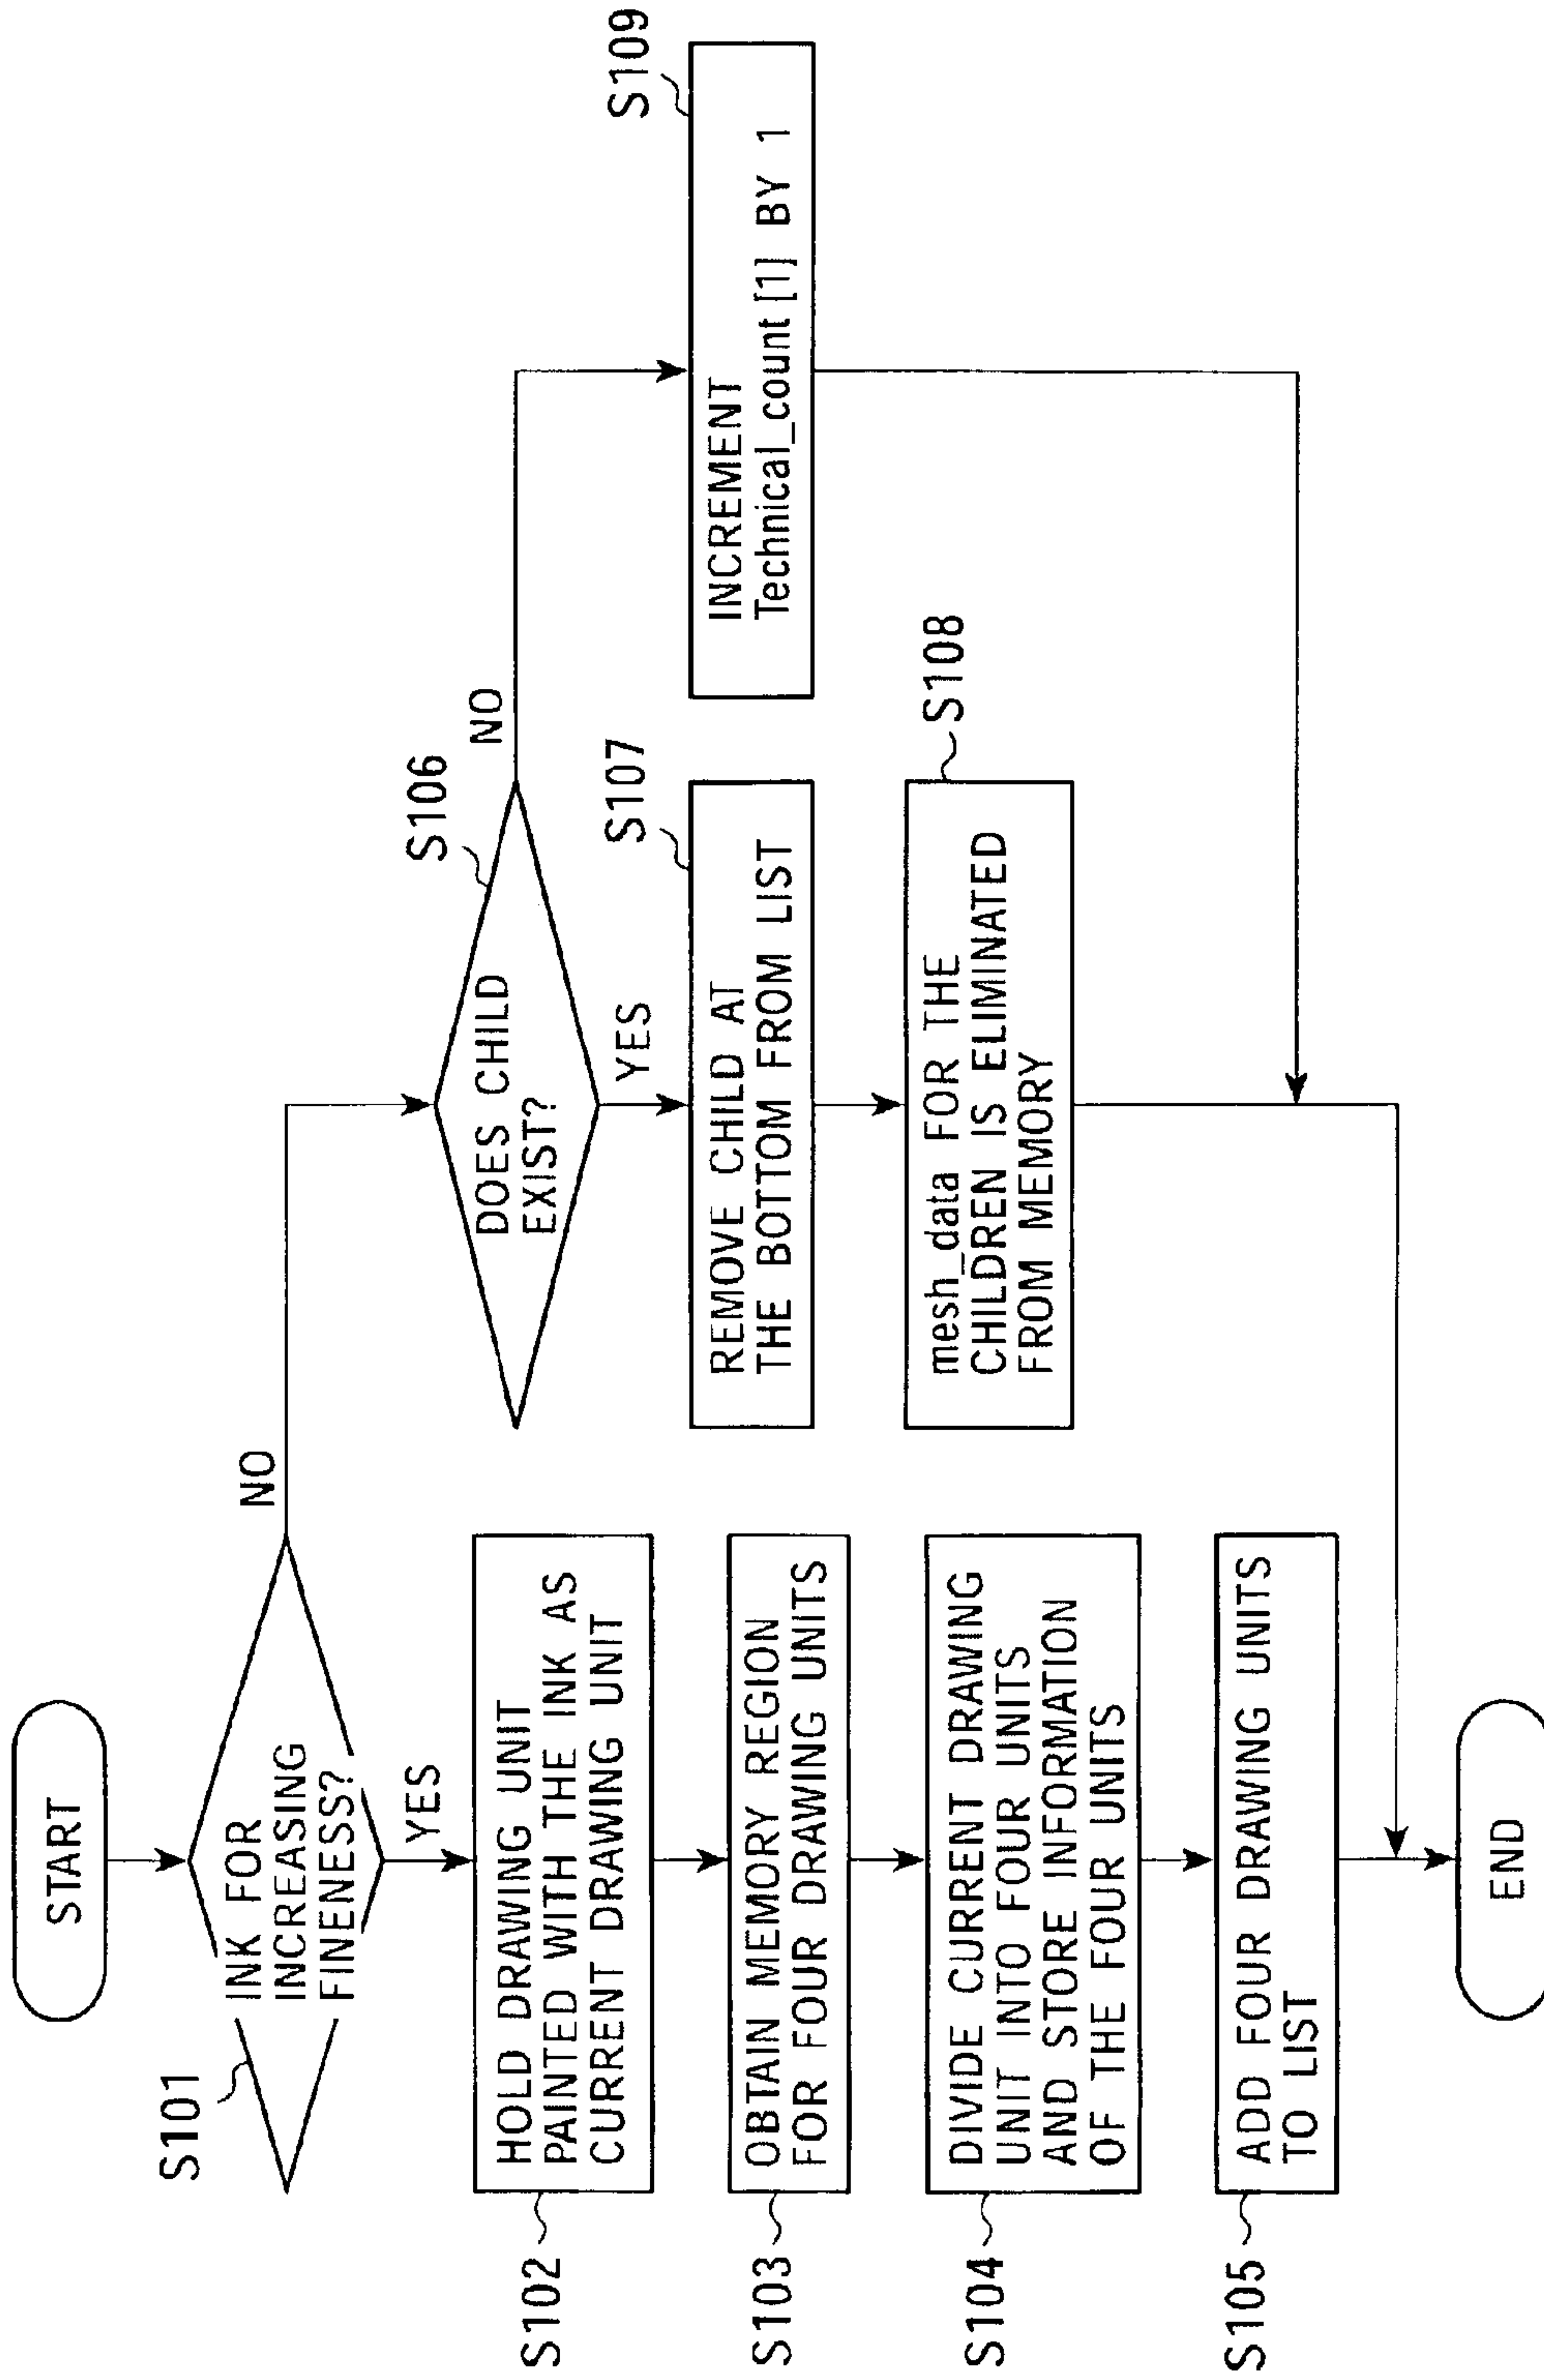 START
S101
INK FOR
INCREASING
FINENESS?
NO
YES
S102
HOLD DRAWING UNIT
PAINTED WITH THE INK AS
CURRENT DRAWING UNIT
S103
OBTAIN MEMORY REGION
FOR FOUR DRAWING UNITS
S104
DIVIDE CURRENT DRAWING
UNIT INTO FOUR UNITS
AND STORE INFORMATION
OF THE FOUR UNITS
S105
ADD FOUR DRAWING UNITS
TO LIST
S106
DOES CHILD
EXIST?
NO
YES
S107
REMOVE CHILD AT
THE BOTTOM FROM LIST
S108
mesh_data FOR THE
CHILDREN IS ELIMINATED
FROM MEMORY
S109
INCREMENT
Technical_count [1] BY 1
END